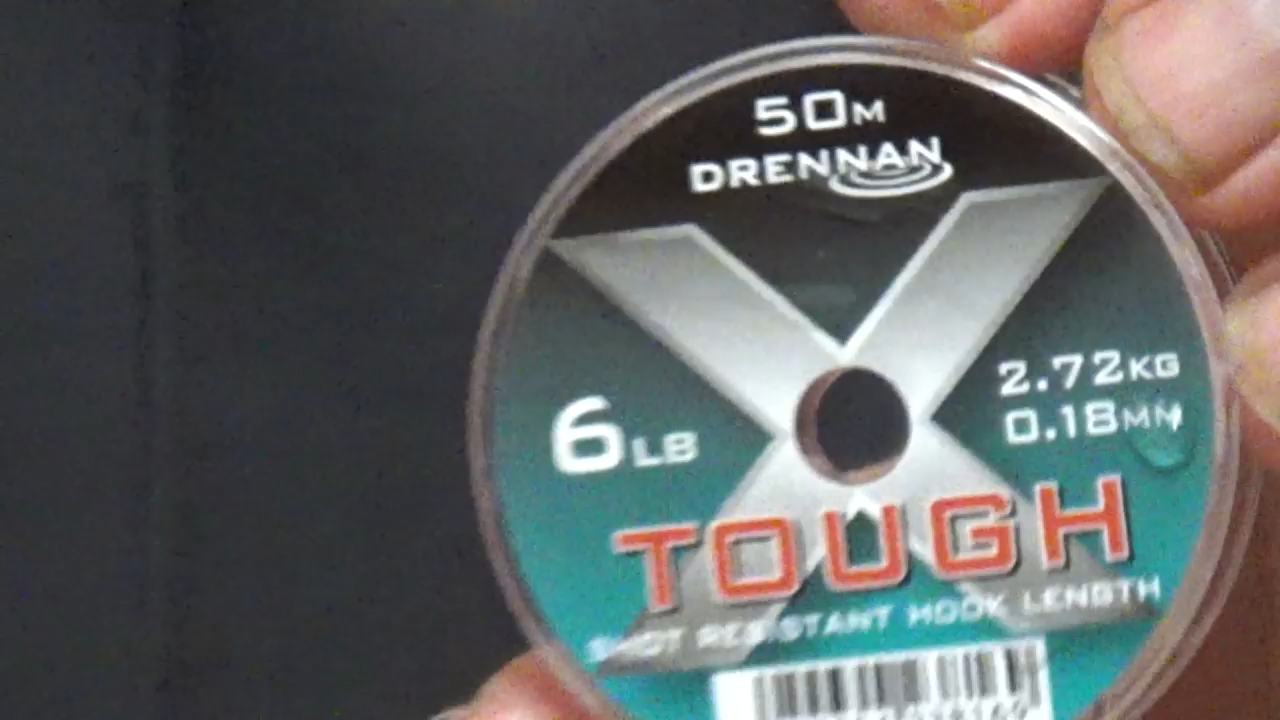 50M
DRENNAN
X
6LB
2.72KG
0.18MM
TOUGH
SHOT RESISTANT HOOK LENGTH